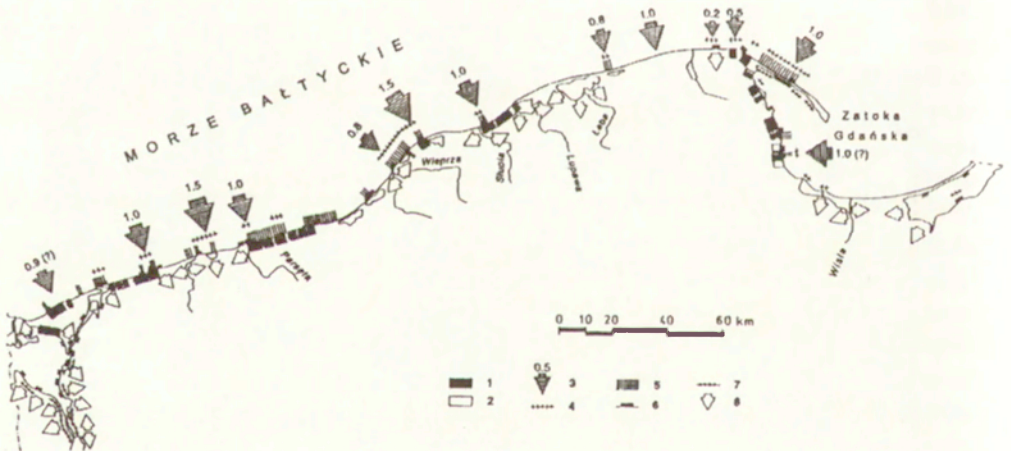 MORZE BAŁTYCKIE
0.9 (?)
1.0
1.5
1.0
0.8
1.5
1.0
0.8
1.0
0.2
0.5
1.0
Zatoka
Gdańska
1.0 (?)
Parsęta
Wieprza
Słupia
Łupawa
Łeba
Wisła
0 10 20 40 60 km
0.5
1 3 5 7
2 4 6 8